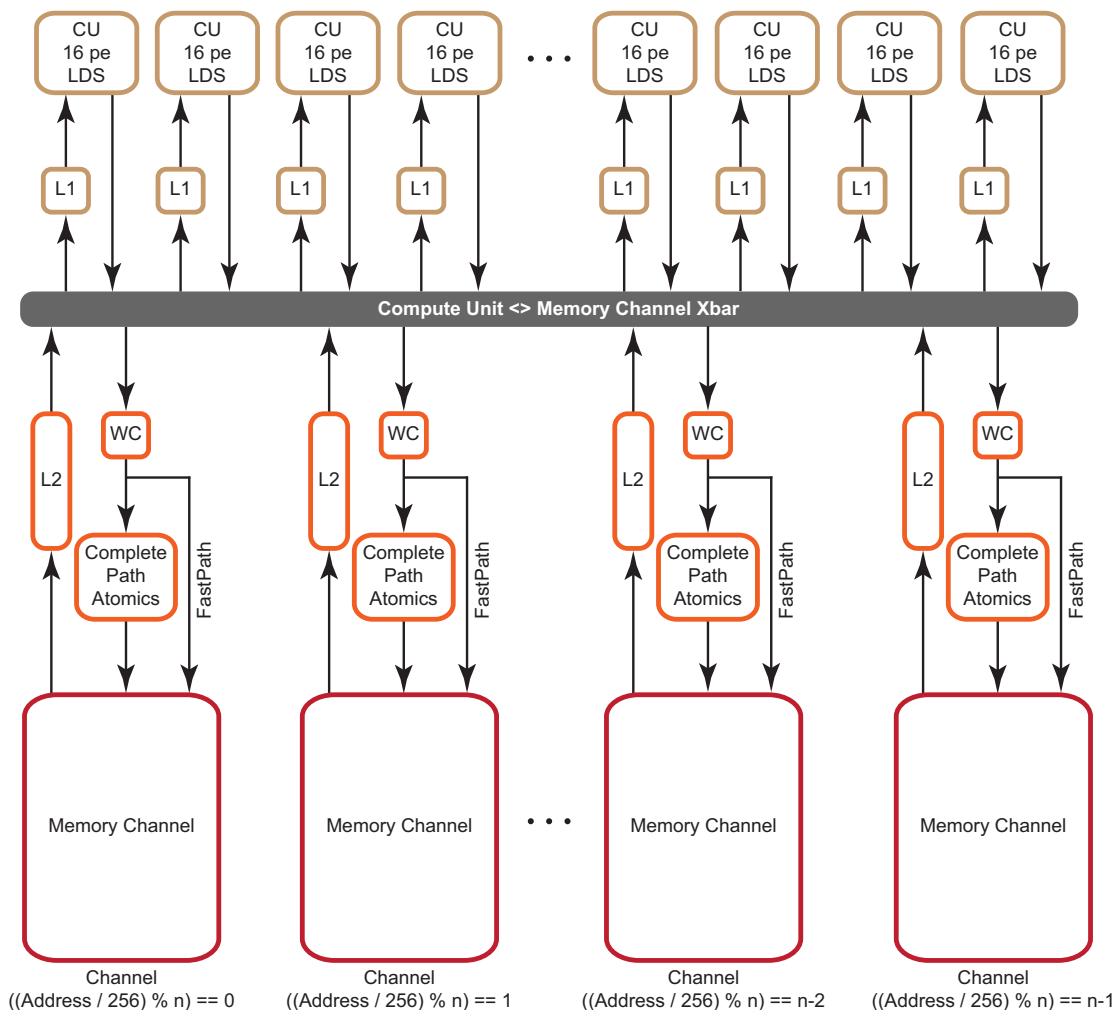 CU
16 pe
LDS
CU
16 pe
LDS
CU
16 pe
LDS
CU
16 pe
LDS
. . .
CU
16 pe
LDS
CU
16 pe
LDS
CU
16 pe
LDS
CU
16 pe
LDS
L1
L1
L1
L1
L1
L1
L1
L1
Compute Unit <> Memory Channel Xbar
L2
WC
Complete
Path
Atomics
FastPath
L2
WC
Complete
Path
Atomics
FastPath
L2
WC
Complete
Path
Atomics
FastPath
L2
WC
Complete
Path
Atomics
FastPath
Memory Channel
Memory Channel
. . .
Memory Channel
Memory Channel
Channel
((Address / 256) % n) == 0
Channel
((Address / 256) % n) == 1
Channel
((Address / 256) % n) == n-2
Channel
((Address / 256) % n) == n-1